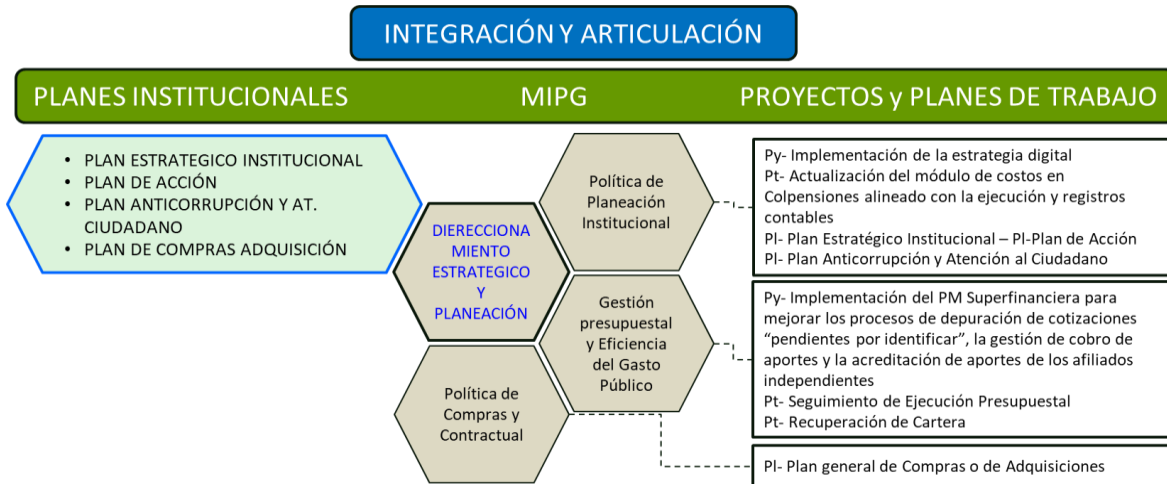 INTEGRACIÓN Y ARTICULACIÓN
PLANES INSTITUCIONALES
MIPG
PROYECTOS y PLANES DE TRABAJO
• PLAN ESTRATEGICO INSTITUCIONAL
• PLAN DE ACCIÓN
• PLAN ANTICORRUPCIÓN Y AT.
CIUDADANO
• PLAN DE COMPRAS ADQUISICIÓN
DIERECCIONA
MIENTO
ESTRATEGICO
Y
PLANEACIÓN
Política de
Planeación
Institucional
Gestión
presupuestal
y Eficiencia
del Gasto
Público
Política de
Compras y
Contractual
Py- Implementación de la estrategia digital
Pt- Actualización del módulo de costos en
Colpensiones alineado con la ejecución y registros
contables
Pl- Plan Estratégico Institucional – Pl-Plan de Acción
Pl- Plan Anticorrupción y Atención al Ciudadano
Py- Implementación del PM Superfinanciera para
mejorar los procesos de depuración de cotizaciones
“pendientes por identificar”, la gestión de cobro de
aportes y la acreditación de aportes de los afiliados
independientes
Pt- Seguimiento de Ejecución Presupuestal
Pt- Recuperación de Cartera
Pl- Plan general de Compras o de Adquisiciones